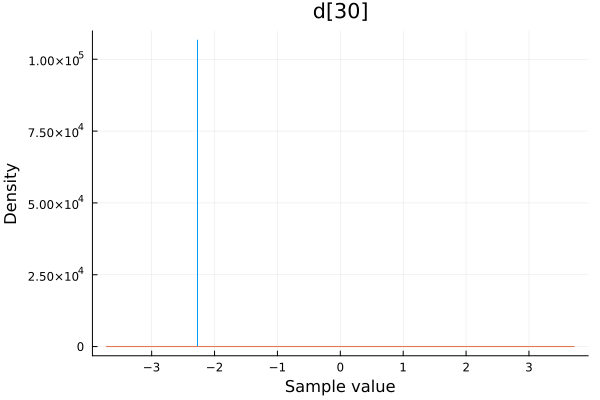 d[30]
Density
1.00×10⁵
7.50×10⁴
5.00×10⁴
2.50×10⁴
0
−3 −2 −1 0 1 2 3
Sample value